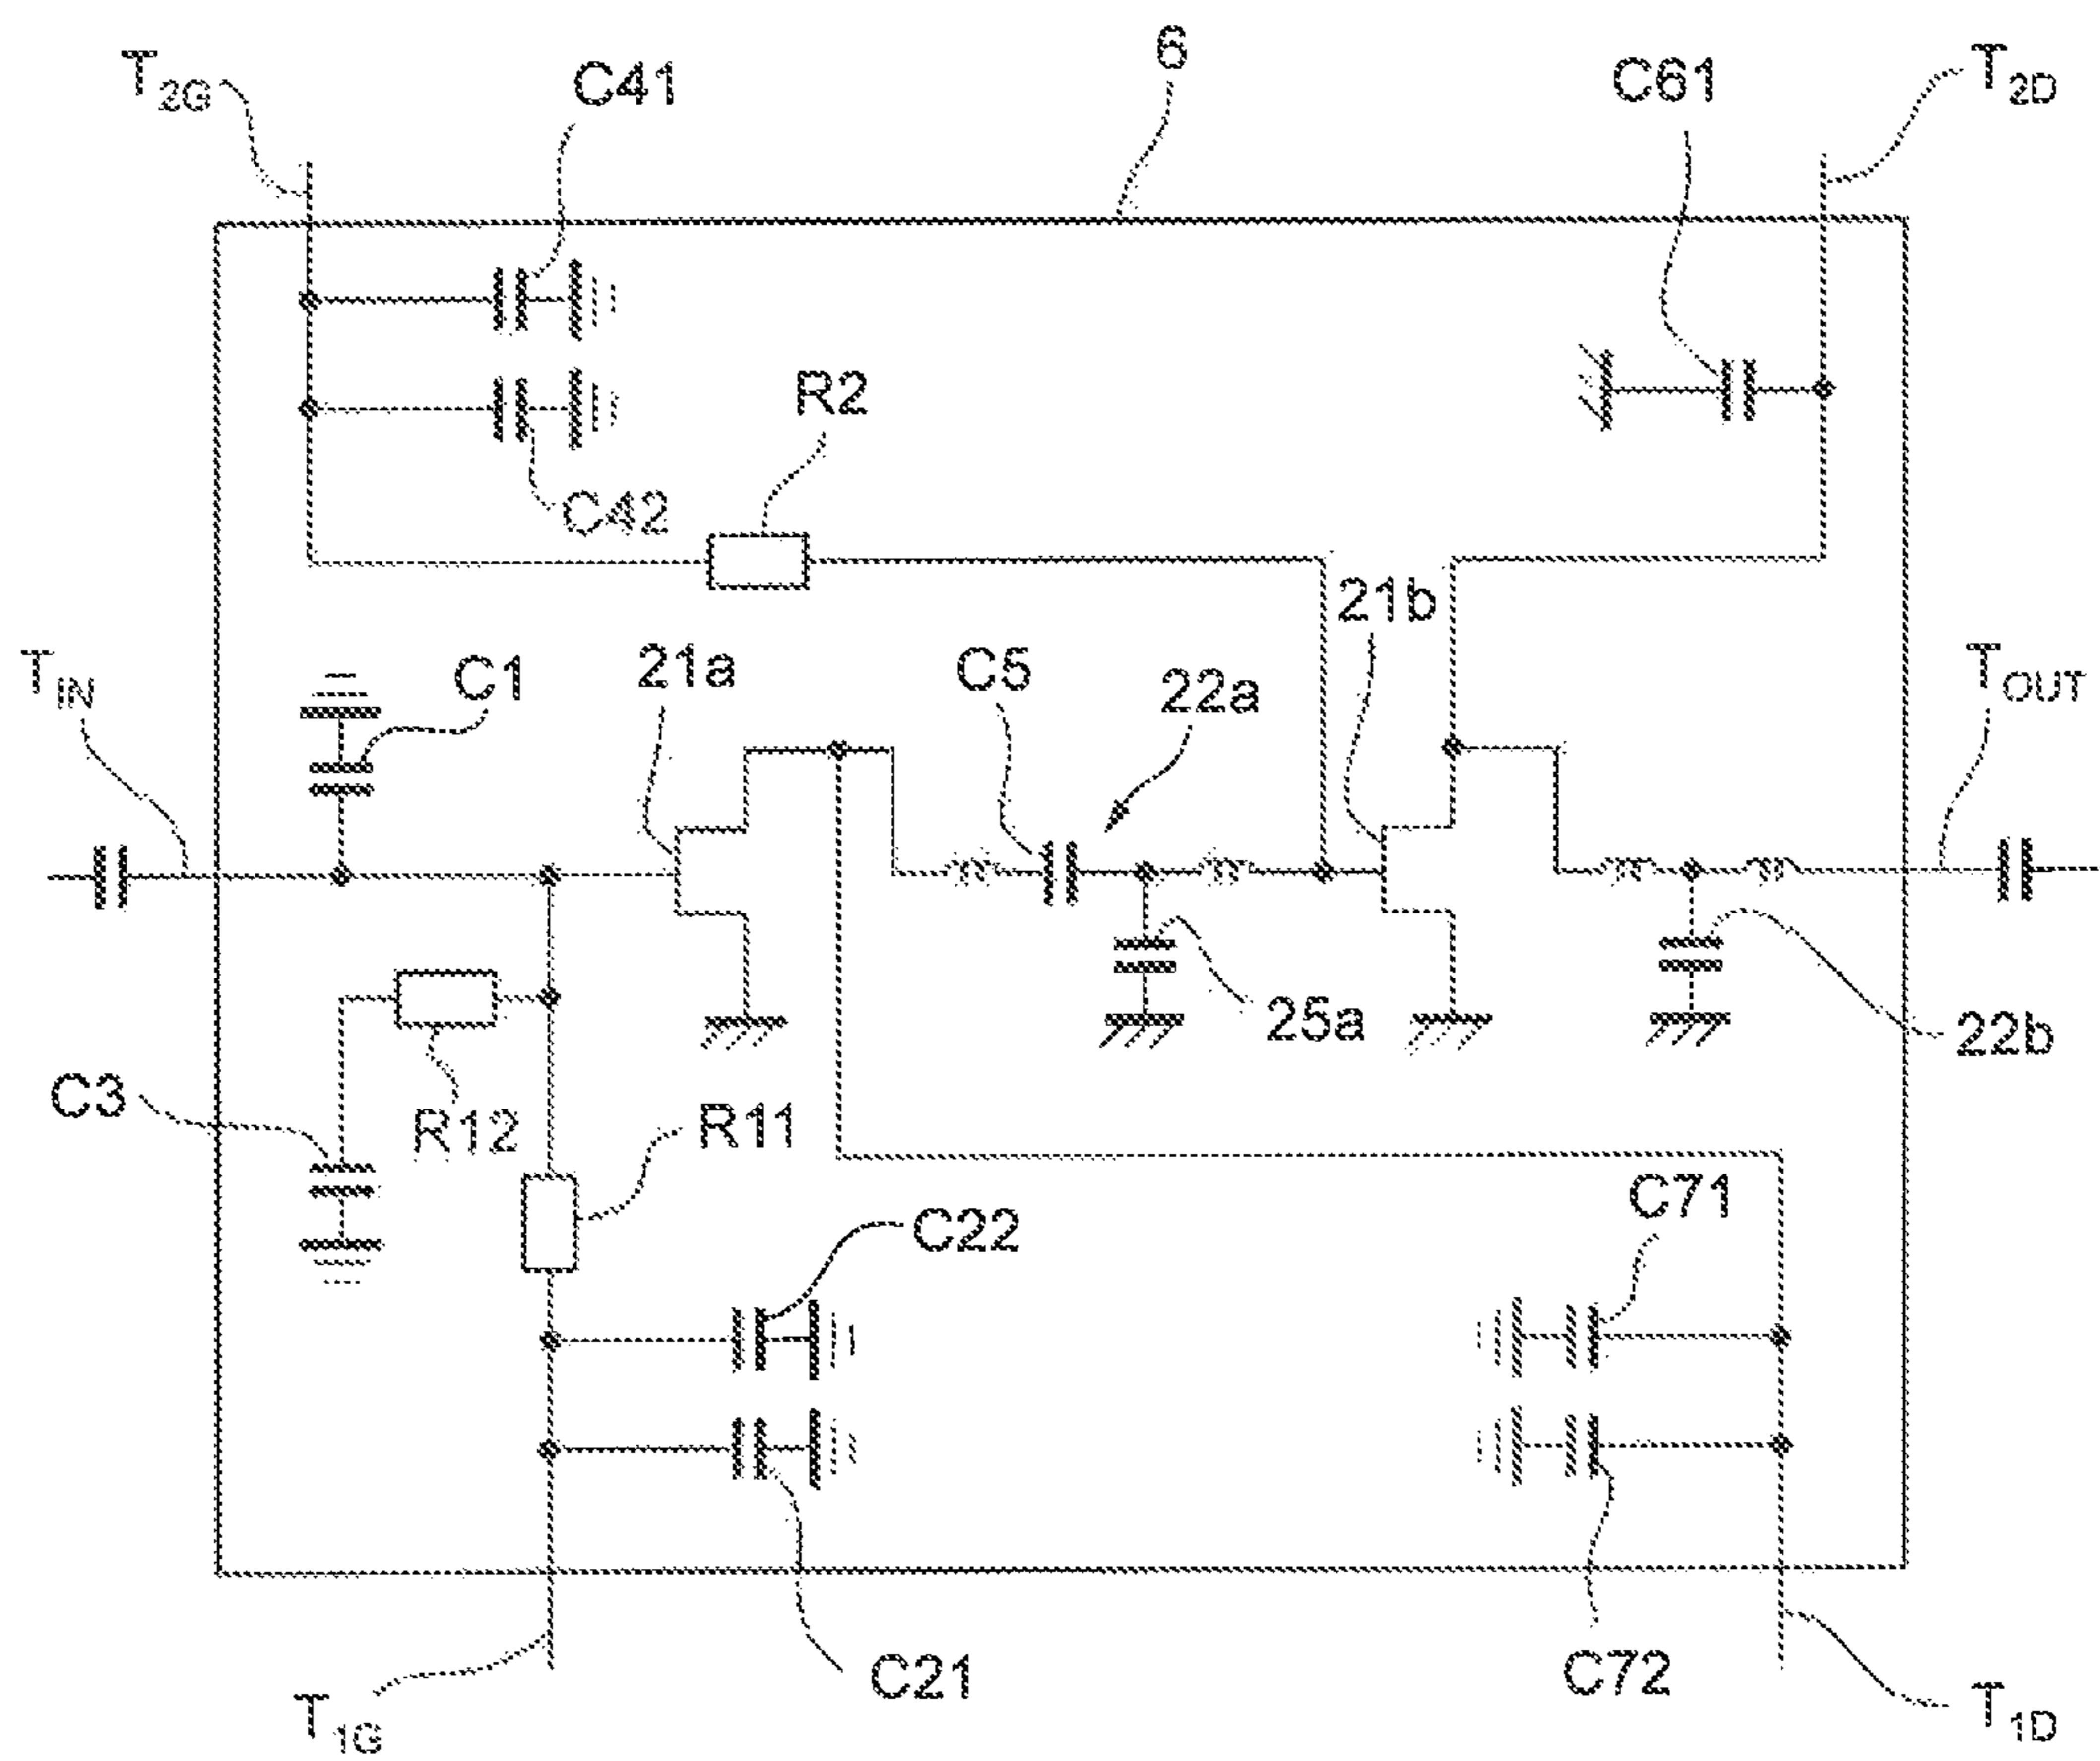 6
T2G
C41
C61
T2D
R2
C42
21b
TIN
C1
21a
C5
22a
TOUT
25a
22b
C3
R12
R11
C71
C22
C21
C72
T1G
T1D